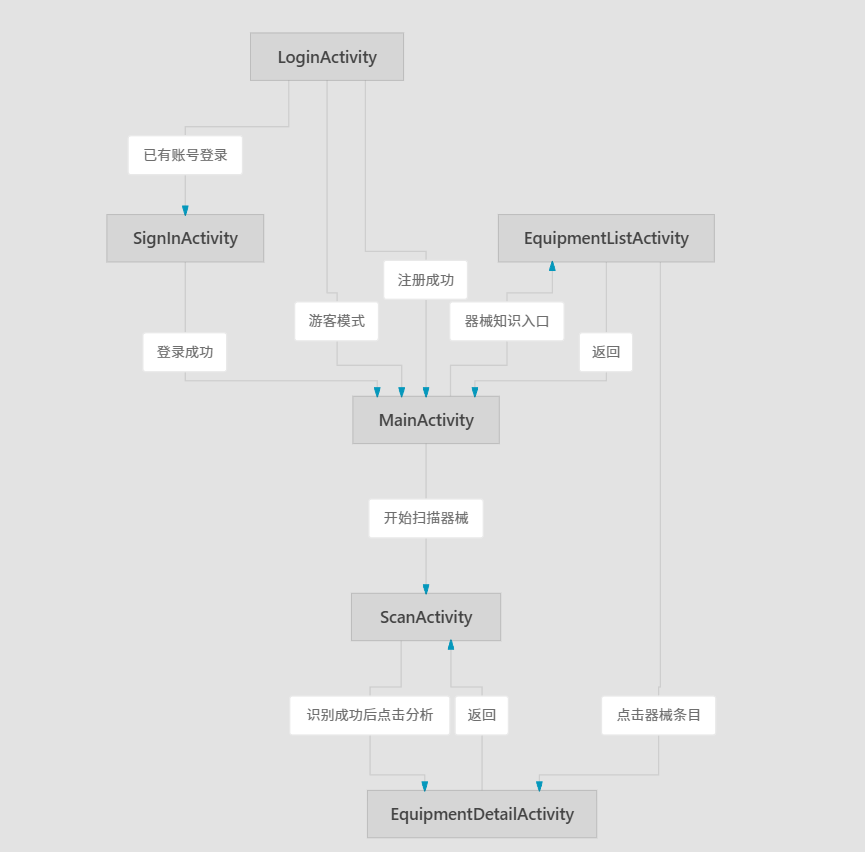 LoginActivity
已有账号登录
SignInActivity
EquipmentListActivity
注册成功
游客模式
器械知识入口
登录成功
返回
MainActivity
开始扫描器械
ScanActivity
识别成功后点击分析
返回
点击器械条目
EquipmentDetailActivity